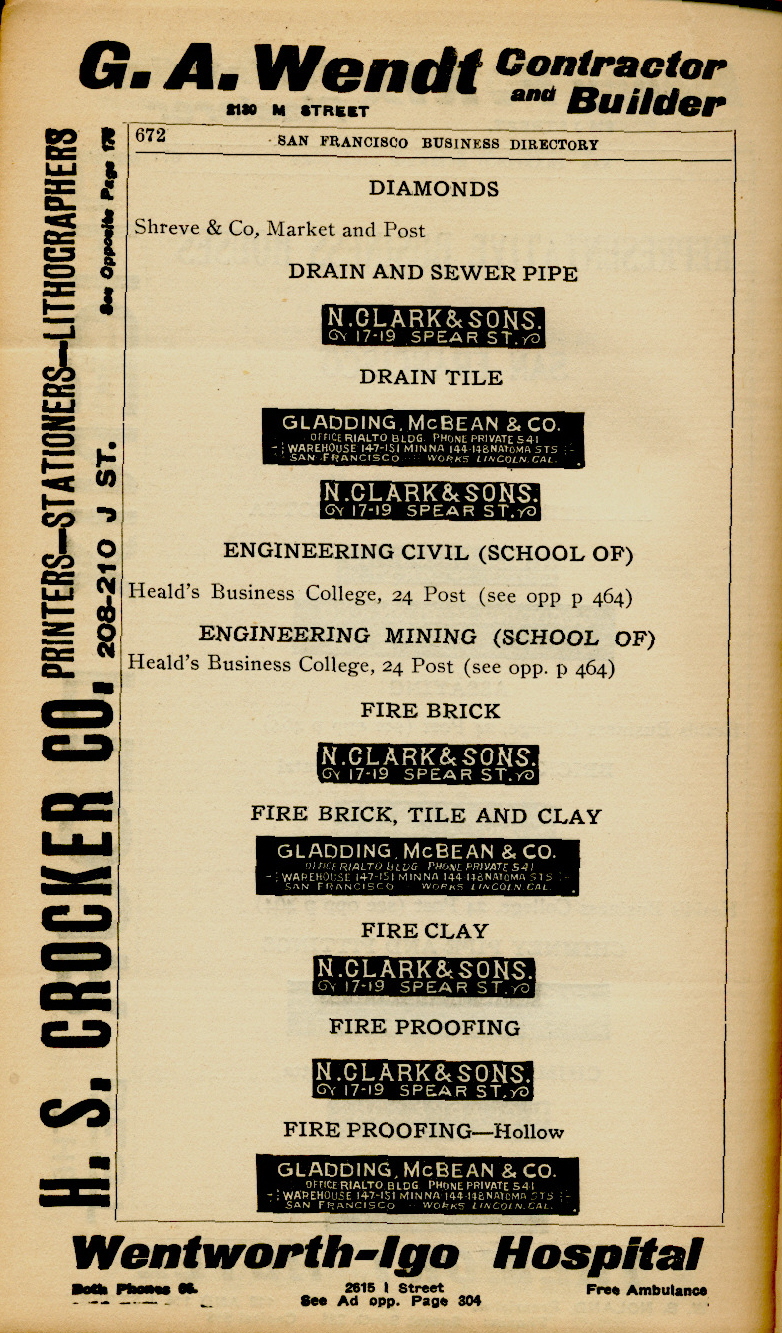 G. A. Wendt Contractor
and Builder
2130 M STREET
H. S. CROCKER CO. PRINTERS—STATIONERS—LITHOGRAPHERS
208-210 J ST. See Opposite Page 176
672 SAN FRANCISCO BUSINESS DIRECTORY
DIAMONDS
Shreve & Co, Market and Post
DRAIN AND SEWER PIPE
N. CLARK & SONS.
17-19 SPEAR ST.
DRAIN TILE
GLADDING, McBEAN & CO.
OFFICE RIALTO BLDG. PHONE PRIVATE 541
WAREHOUSE 147-151 MINNA 144-148 NATOMA STS
SAN FRANCISCO WORKS LINCOLN. CAL.
N. CLARK & SONS.
17-19 SPEAR ST.
ENGINEERING CIVIL (SCHOOL OF)
Heald's Business College, 24 Post (see opp p 464)
ENGINEERING MINING (SCHOOL OF)
Heald's Business College, 24 Post (see opp. p 464)
FIRE BRICK
N. CLARK & SONS.
17-19 SPEAR ST.
FIRE BRICK, TILE AND CLAY
GLADDING, McBEAN & CO.
OFFICE RIALTO BLDG PHONE PRIVATE 541
WAREHOUSE 147-151 MINNA 144-148 NATOMA STS
SAN FRANCISCO WORKS LINCOLN. CAL.
FIRE CLAY
N. CLARK & SONS.
17-19 SPEAR ST.
FIRE PROOFING
N. CLARK & SONS.
17-19 SPEAR ST.
FIRE PROOFING—Hollow
GLADDING, McBEAN & CO.
OFFICE RIALTO BLDG PHONE PRIVATE 541
WAREHOUSE 147-151 MINNA 144-148 NATOMA STS
SAN FRANCISCO WORKS LINCOLN. CAL.
Wentworth-Igo Hospital
Both Phones 66. 2615 I Street Free Ambulance
See Ad opp. Page 304